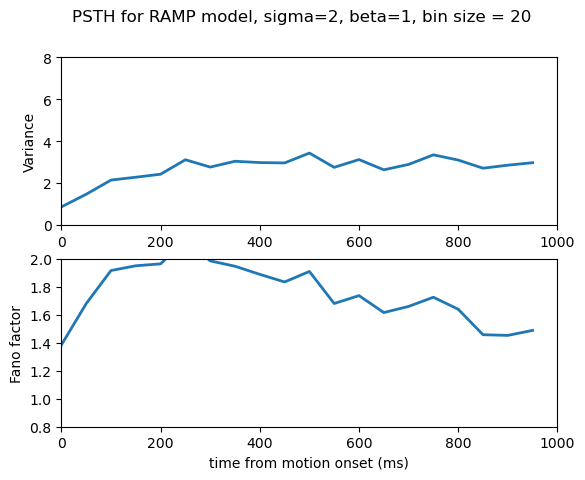 PSTH for RAMP model, sigma=2, beta=1, bin size = 20
8
6
4
2
0
Variance
0 200 400 600 800 1000
2.0
1.8
1.6
1.4
1.2
1.0
0.8
Fano factor
0 200 400 600 800 1000
time from motion onset (ms)